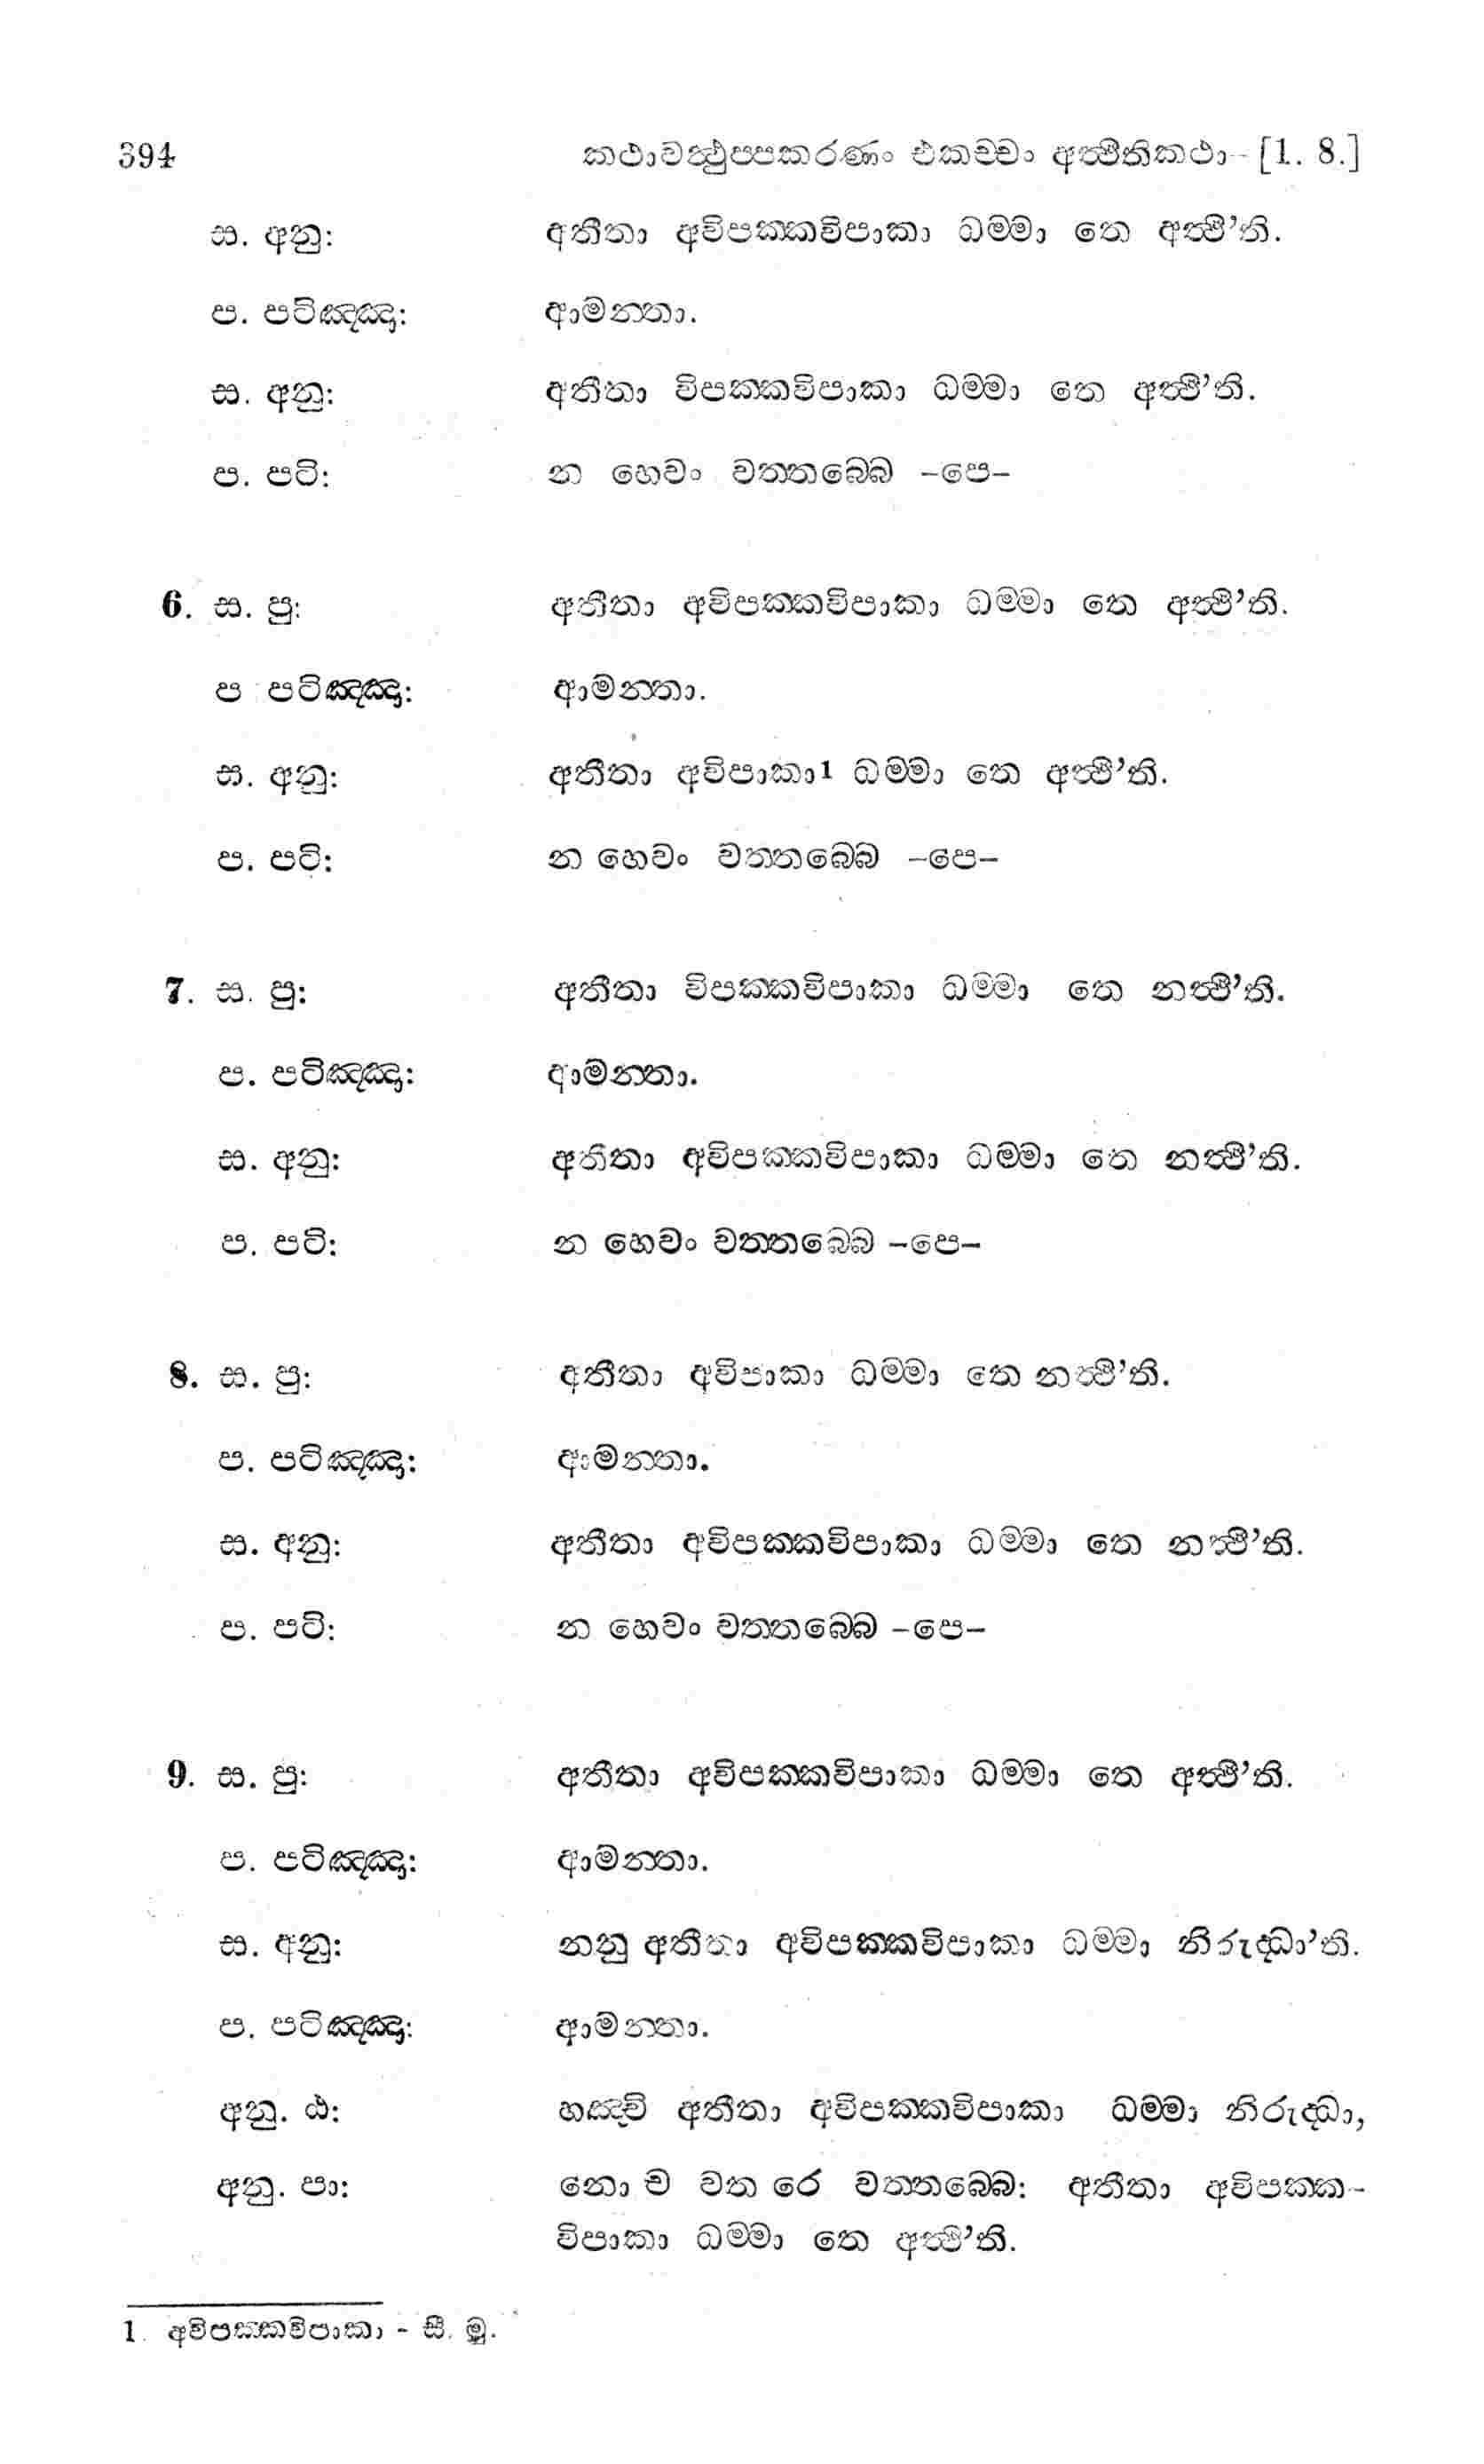 394 කථාවත්‍ථුප‍්පකරණං එකච‍්චං අත්‍ථීතිකථා - [1. 8.]
ස. අනු: අතීතා අවිපක‍්කවිපාකා ධම‍්මා තෙ අත්‍ථී’ති.
ප. පටිඤ‍්ඤා: ආමන‍්තා.
ස. අනු: අතීතා විපක‍්කවිපාකා ධම‍්මා තෙ අත්‍ථී’ති.
ප. පටි: න හෙවං වත‍්තබ‍්බෙ -පෙ-
6. ස. පු: අතීතා අවිපක‍්කවිපාකා ධම‍්මා තෙ අත්‍ථී’ති.
ප පටිඤ‍්ඤා: ආමන‍්තා.
ස. අනු: අතීතා අවිපාකා1 ධම‍්මා තෙ අත්‍ථී’ති.
ප. පටි: න හෙවං වත‍්තබ‍්බෙ -පෙ-
7. ස. පු: අතීතා විපක‍්කවිපාකා ධම‍්මා තෙ නත්‍ථී’ති.
ප. පටිඤ‍්ඤා: ආමන‍්තා.
ස. අනු: අතීතා අවිපක‍්කවිපාකා ධම‍්මා තෙ නත්‍ථී’ති.
ප. පටි: න හෙවං වත‍්තබ‍්බෙ -පෙ-
8. ස. පු: අතීතා අවිපාකා ධම‍්මා තෙ නත්‍ථී’ති.
ප. පටිඤ‍්ඤා: ආමන‍්තා.
ස. අනු: අතීතා අවිපක‍්කවිපාකා ධම‍්මා තෙ නත්‍ථී’ති.
ප. පටි: න හෙවං වත‍්තබ‍්බෙ -පෙ-
9. ස. පු: අතීතා අවිපක‍්කවිපාකා ධම‍්මා තෙ අත්‍ථී’ති.
ප. පටිඤ‍්ඤා: ආමන‍්තා.
ස. අනු: නනු අතීතා අවිපක‍්කවිපාකා ධම‍්මා නිරුද්‍ධා’ති.
ප. පටිඤ‍්ඤා: ආමන‍්තා.
අනු. ඨ: හඤ‍්චි අතීතා අවිපක‍්කවිපාකා ධම‍්මා නිරුද්‍ධා,
අනු. පා: නො ච වත රෙ වත‍්තබ‍්බෙ: අතීතා අවිපක‍්ක-
විපාකා ධම‍්මා තෙ අත්‍ථී’ති.
1. අවිපක‍්කවිපාකා - සී. මු.